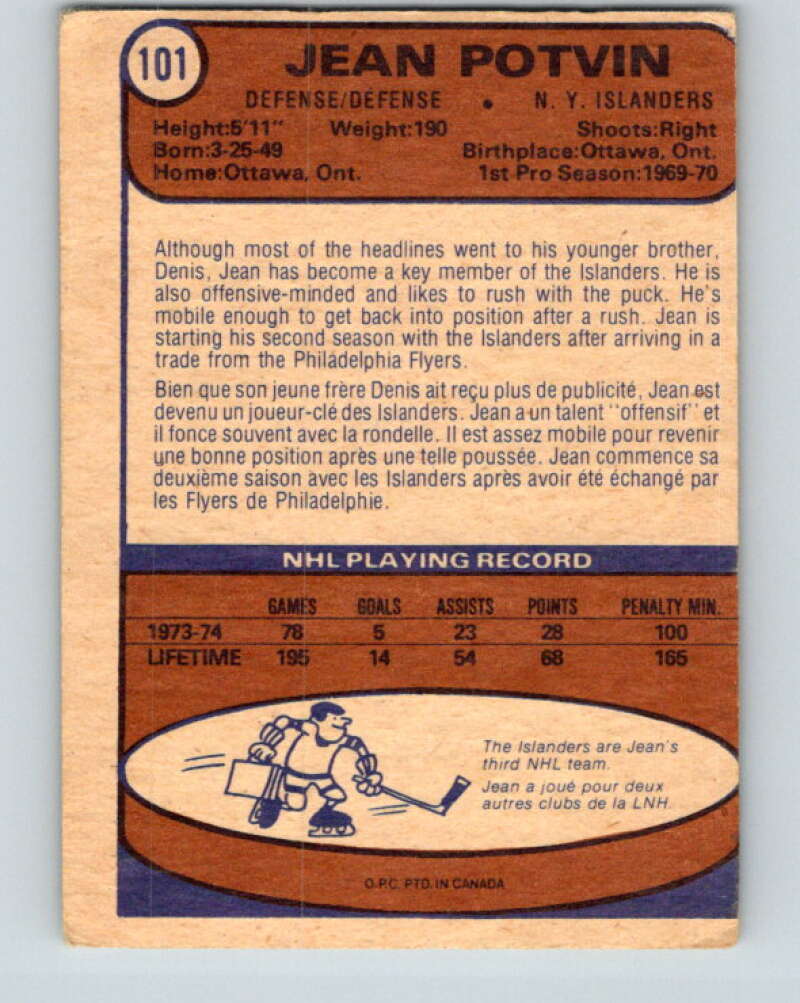 101
JEAN POTVIN
DEFENSE/DÉFENSE • N. Y. ISLANDERS
Height:5'11" Weight:190 Shoots:Right
Born:3-25-49 Birthplace:Ottawa, Ont.
Home:Ottawa, Ont. 1st Pro Season:1969-70
Although most of the headlines went to his younger brother,
Denis, Jean has become a key member of the Islanders. He is
also offensive-minded and likes to rush with the puck. He's
mobile enough to get back into position after a rush. Jean is
starting his second season with the Islanders after arriving in a
trade from the Philadelphia Flyers.
Bien que son jeune frère Denis ait reçu plus de publicité, Jean est
devenu un joueur-clé des Islanders. Jean a un talent "offensif" et
il fonce souvent avec la rondelle. Il est assez mobile pour revenir
une bonne position après une telle poussée. Jean commence sa
deuxième saison avec les Islanders après avoir été échangé par
les Flyers de Philadelphie.
NHL PLAYING RECORD
GAMES GOALS ASSISTS POINTS PENALTY MIN.
1973-74 78 5 23 28 100
LIFETIME 195 14 54 68 165
The Islanders are Jean's
third NHL team.
Jean a joué pour deux
autres clubs de la LNH.
O.P.C. PTD. IN CANADA